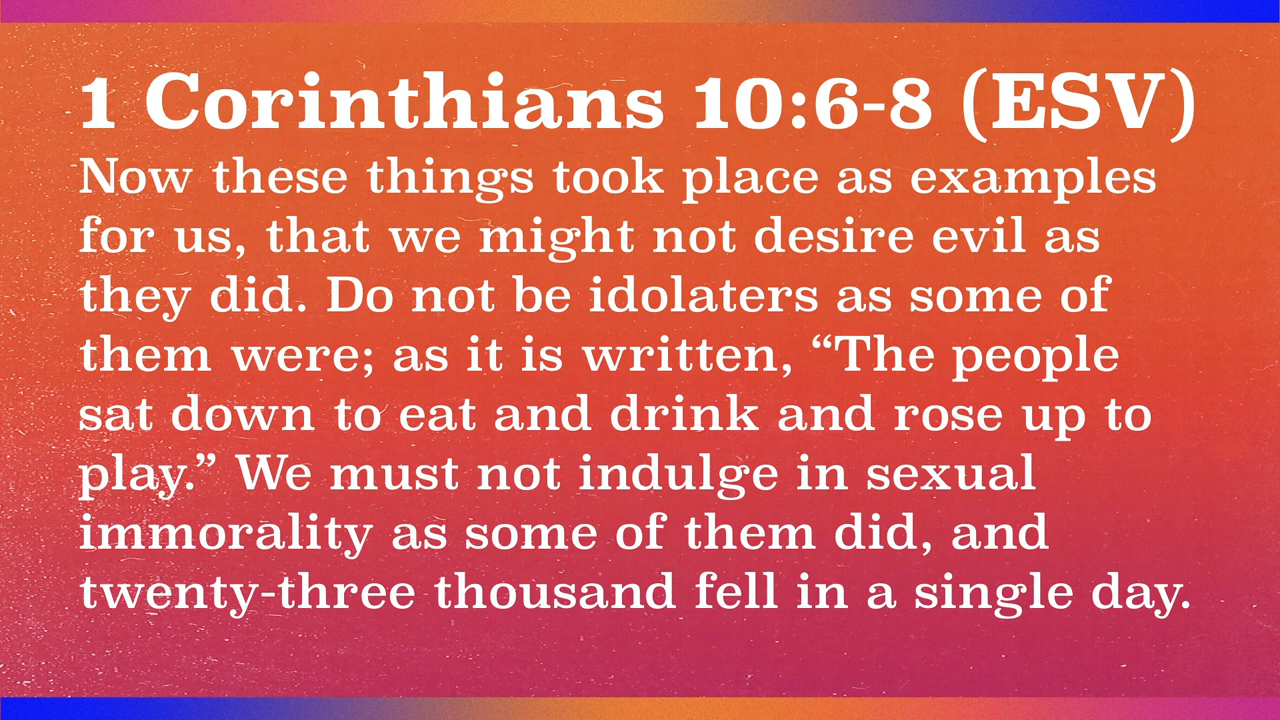 1 Corinthians 10:6-8 (ESV)
Now these things took place as examples
for us, that we might not desire evil as
they did. Do not be idolaters as some of
them were; as it is written, “The people
sat down to eat and drink and rose up to
play.” We must not indulge in sexual
immorality as some of them did, and
twenty-three thousand fell in a single day.